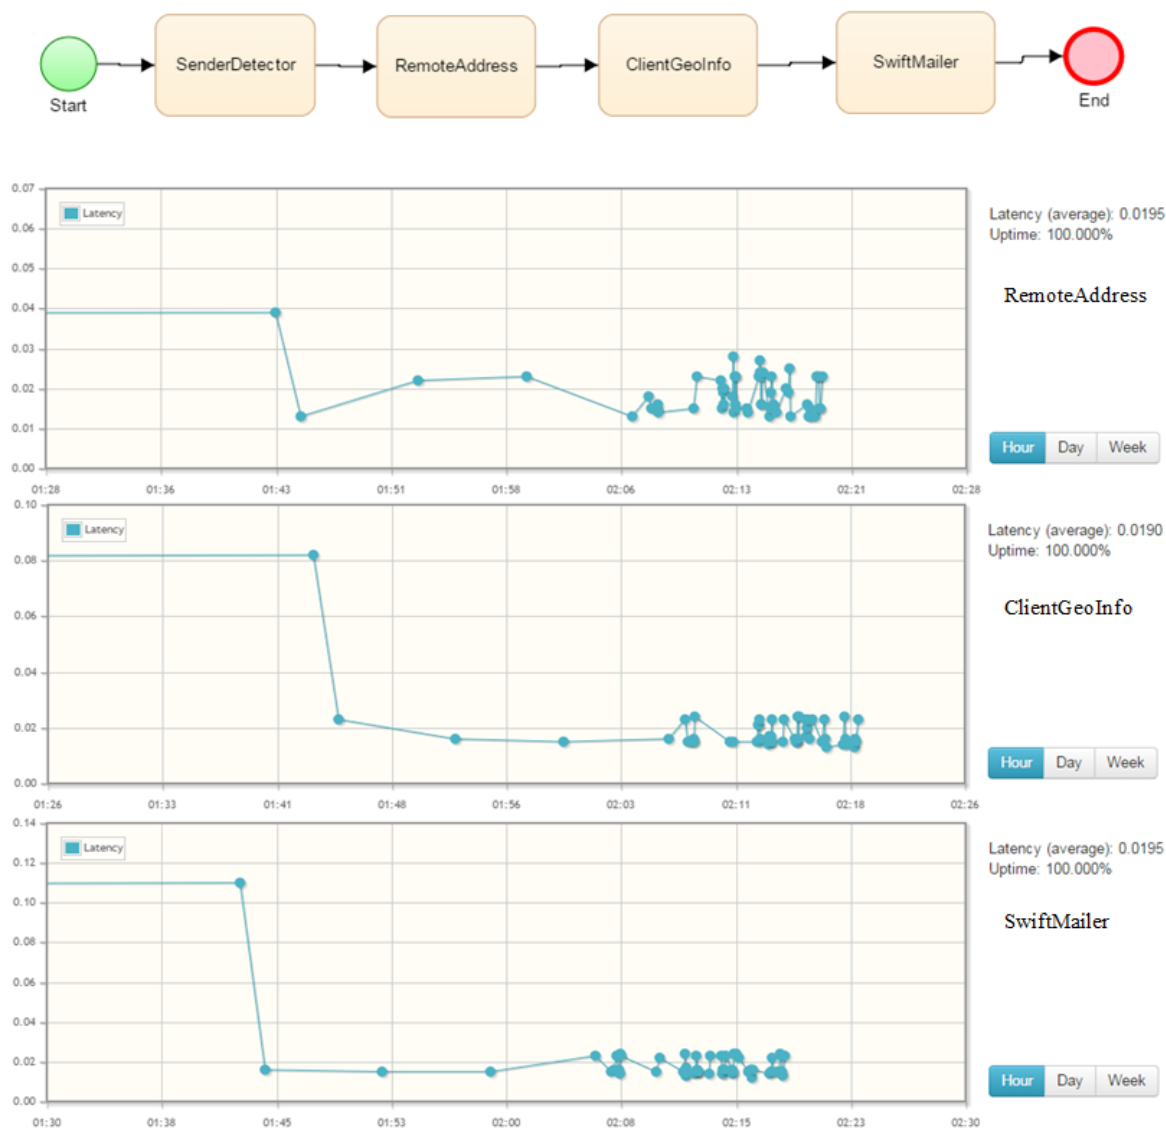 SenderDetector
RemoteAddress
ClientGeoInfo
SwiftMailer
Start
End
0.07
0.06
0.05
0.04
0.03
0.02
0.01
0.00
Latency
01:28 01:36 01:43 01:51 01:58 02:06 02:13 02:21 02:28
Latency (average): 0.0195
Uptime: 100.000%
RemoteAddress
Hour Day Week
0.10
0.08
0.06
0.04
0.02
0.00
Latency
01:26 01:33 01:41 01:48 01:56 02:03 02:11 02:18 02:26
Latency (average): 0.0190
Uptime: 100.000%
ClientGeoInfo
Hour Day Week
0.14
0.12
0.10
0.08
0.06
0.04
0.02
0.00
Latency
01:30 01:38 01:45 01:53 02:00 02:08 02:15 02:23 02:30
Latency (average): 0.0195
Uptime: 100.000%
SwiftMailer
Hour Day Week